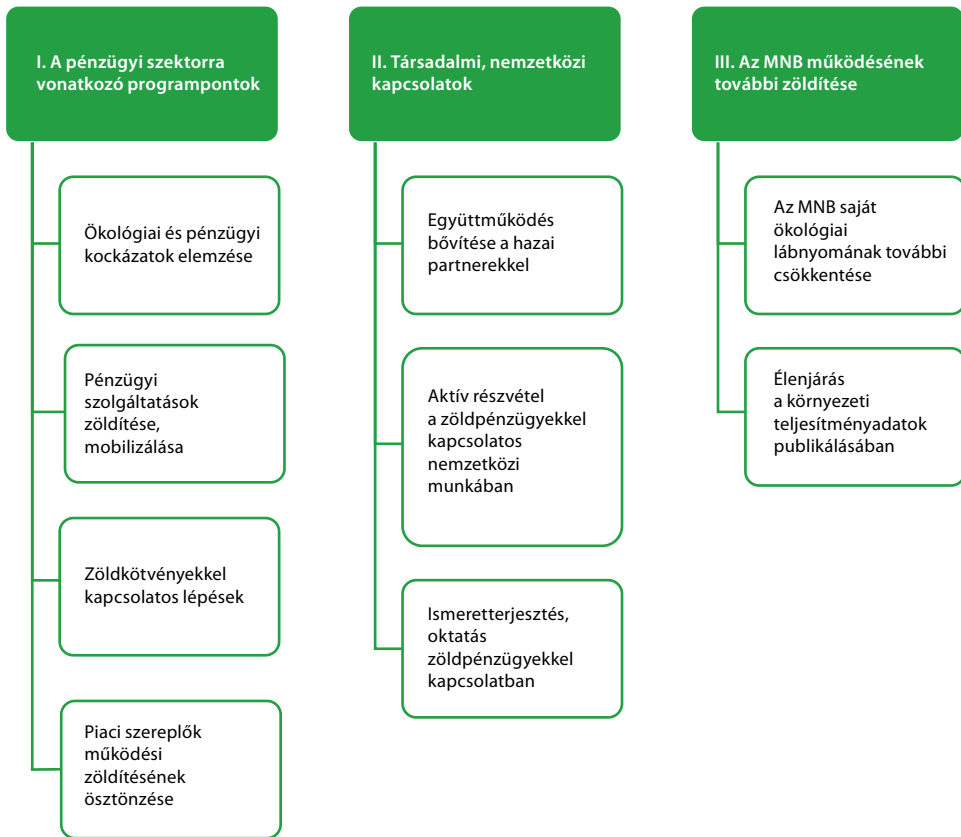 I. A pénzügyi szektorra
vonatkozó programpontok
Ökológiai és pénzügyi
kockázatok elemzése
Pénzügyi
szolgáltatások
zöldítése,
mobilizálása
Zöldkötvényekkel
kapcsolatos lépések
Piaci szereplők
működési
zöldítésének
ösztönzése
II. Társadalmi, nemzetközi
kapcsolatok
Együttműködés
bővítése a hazai
partnerekkel
Aktív részvétel
a zöldpénzügyekkel
kapcsolatos
nemzetközi
munkában
Ismeretterjesztés,
oktatás
zöldpénzügyekkel
kapcsolatban
III. Az MNB működésének
további zöldítése
Az MNB saját
ökológiai
lábnyomának további
csökkentése
Élenjárás
a környezeti
teljesítményadatok
publikálásában